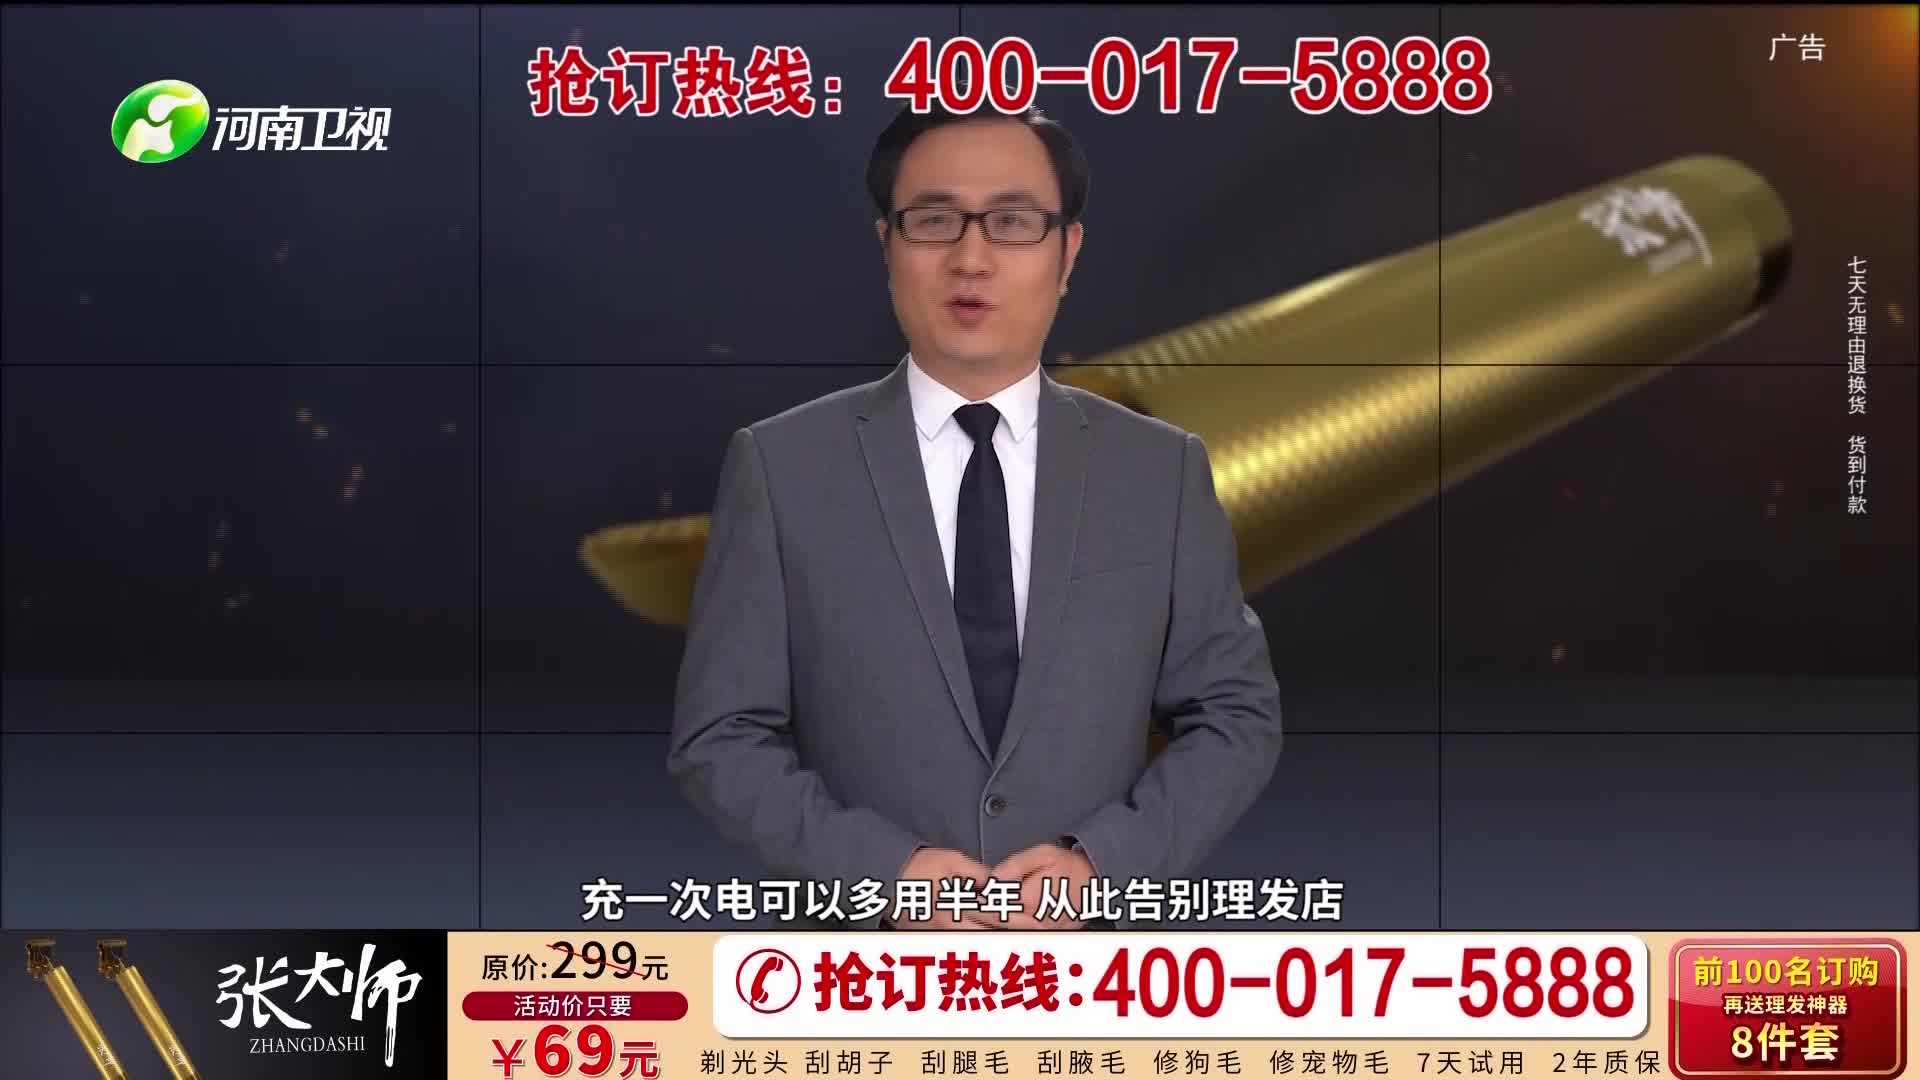 抢订热线：400-017-5888
广告
河南卫视
七天无理由退换货 货到付款
充一次电可以多用半年 从此告别理发店
张大师
ZHANGDASHI
原价:299元
活动价只要
￥69元
抢订热线:400-017-5888
剃光头 刮胡子 刮腿毛 刮腋毛 修狗毛 修宠物毛 7天试用 2年质保
前100名订购
再送理发神器
8件套